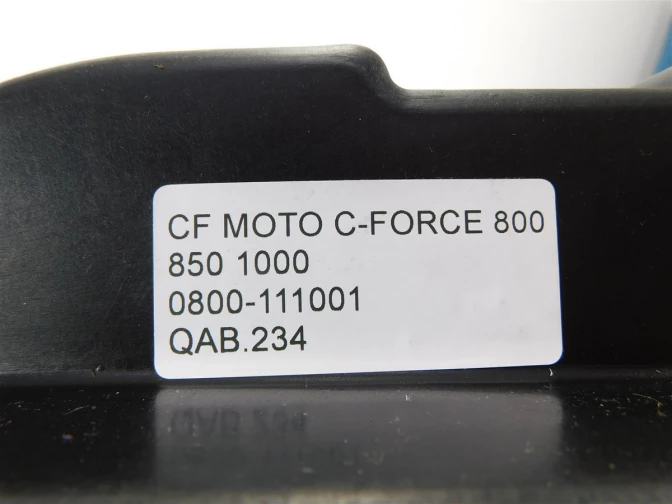 CF MOTO C-FORCE 800
850 1000
0800-111001
QAB.234